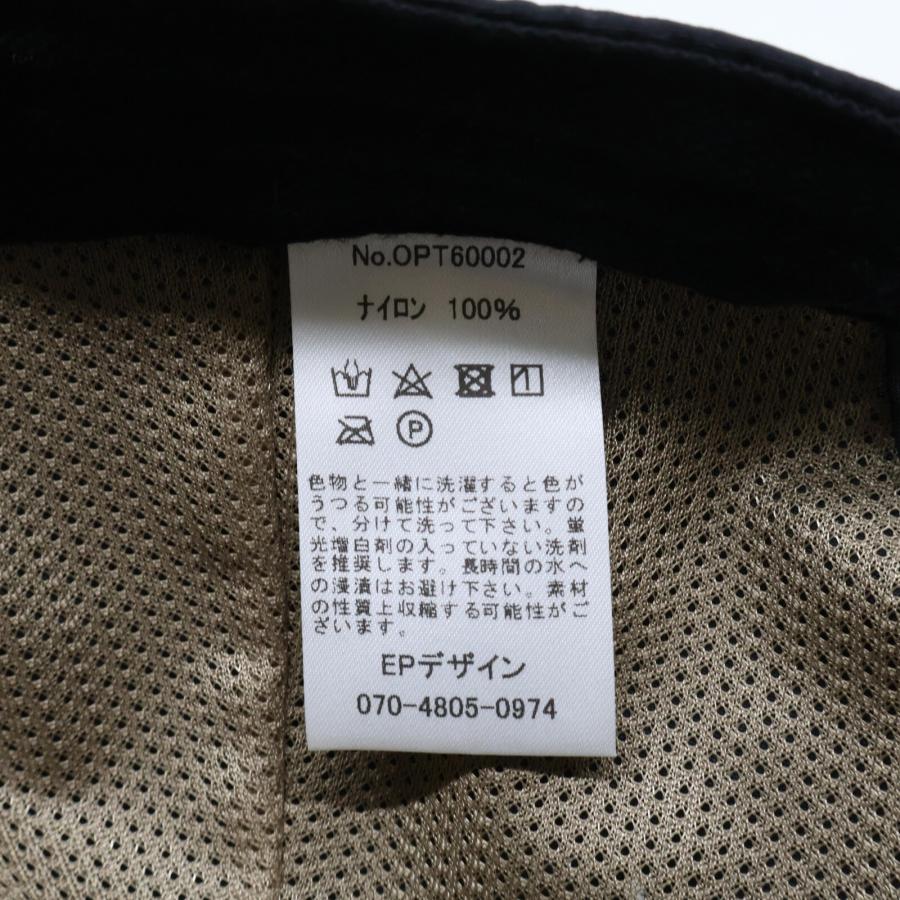 No.OPT60002
ナイロン 100%
P
色物と一緒に洗濯すると色が
うつる可能性がございますの
で、分けて洗って下さい。蛍
光増白剤の入っていない洗剤
を推奨します。長時間の水へ
の浸漬はお避け下さい。素材
の性質上収縮する可能性がご
ざいます。
EPデザイン
070-4805-0974